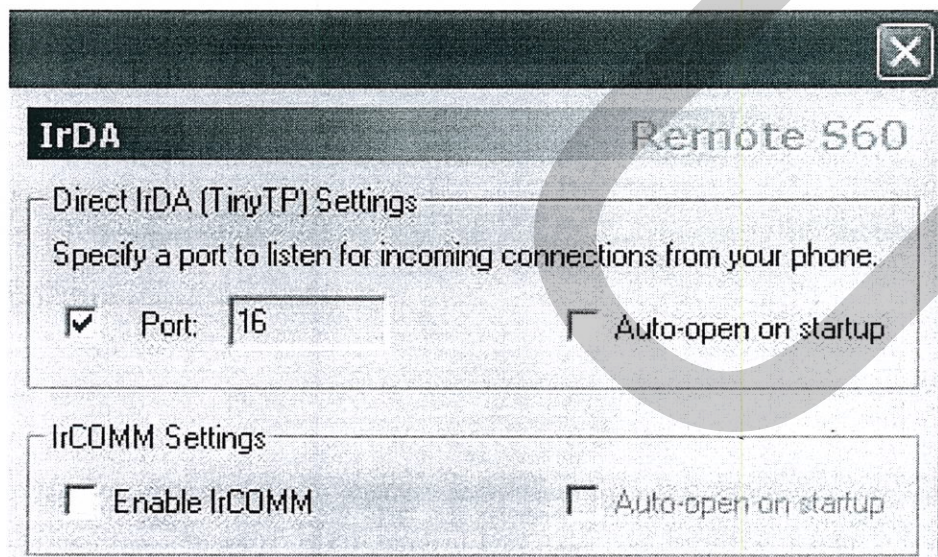 IrDA Remote S60
Direct IrDA (TinyTP) Settings
Specify a port to listen for incoming connections from your phone.
Port: 16 Auto-open on startup
IrCOMM Settings
Enable IrCOMM Auto-open on startup